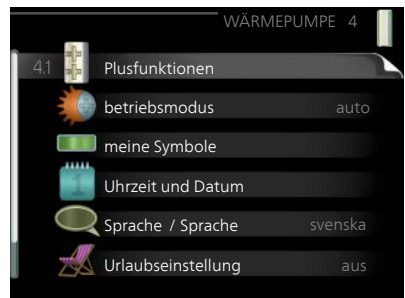 WÄRMEPUMPE 4
4.1 Plusfunktionen
betriebsmodus auto
meine Symbole
Uhrzeit und Datum
Sprache / Sprache svenska
Urlaubseinstellung aus